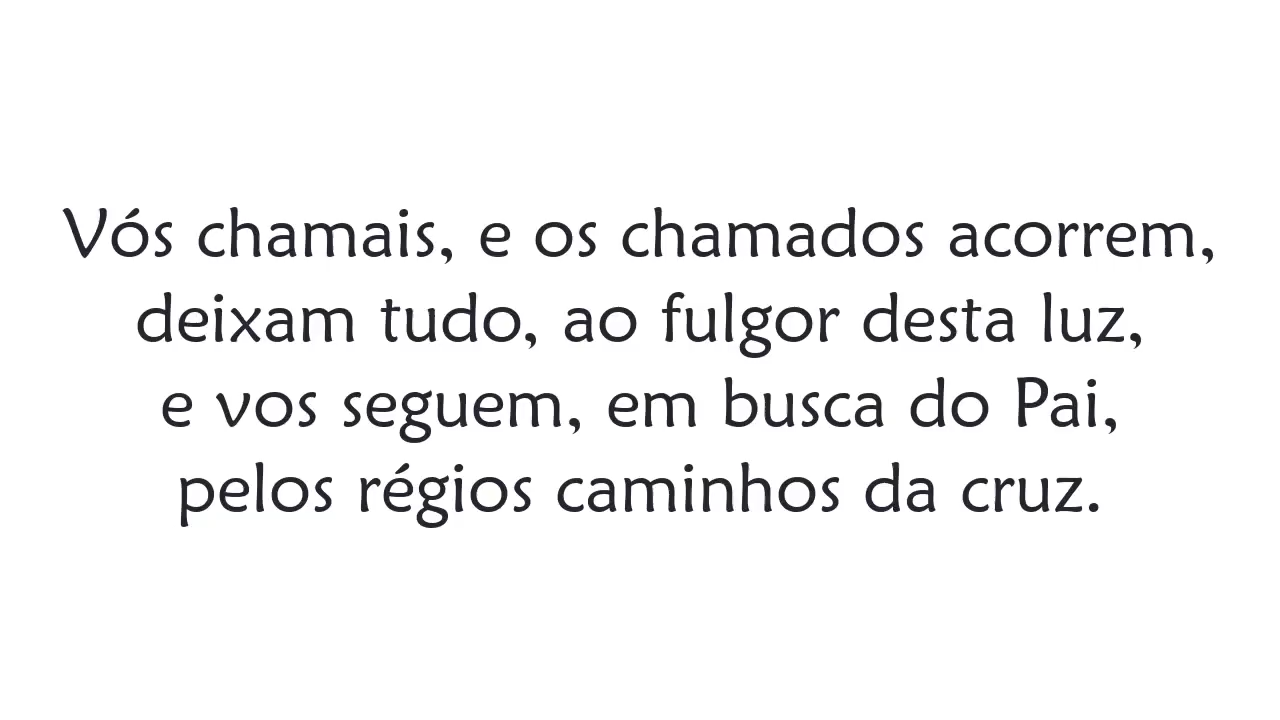 Vós chamais, e os chamados acorrem,
deixam tudo, ao fulgor desta luz,
e vos seguem, em busca do Pai,
pelos régios caminhos da cruz.